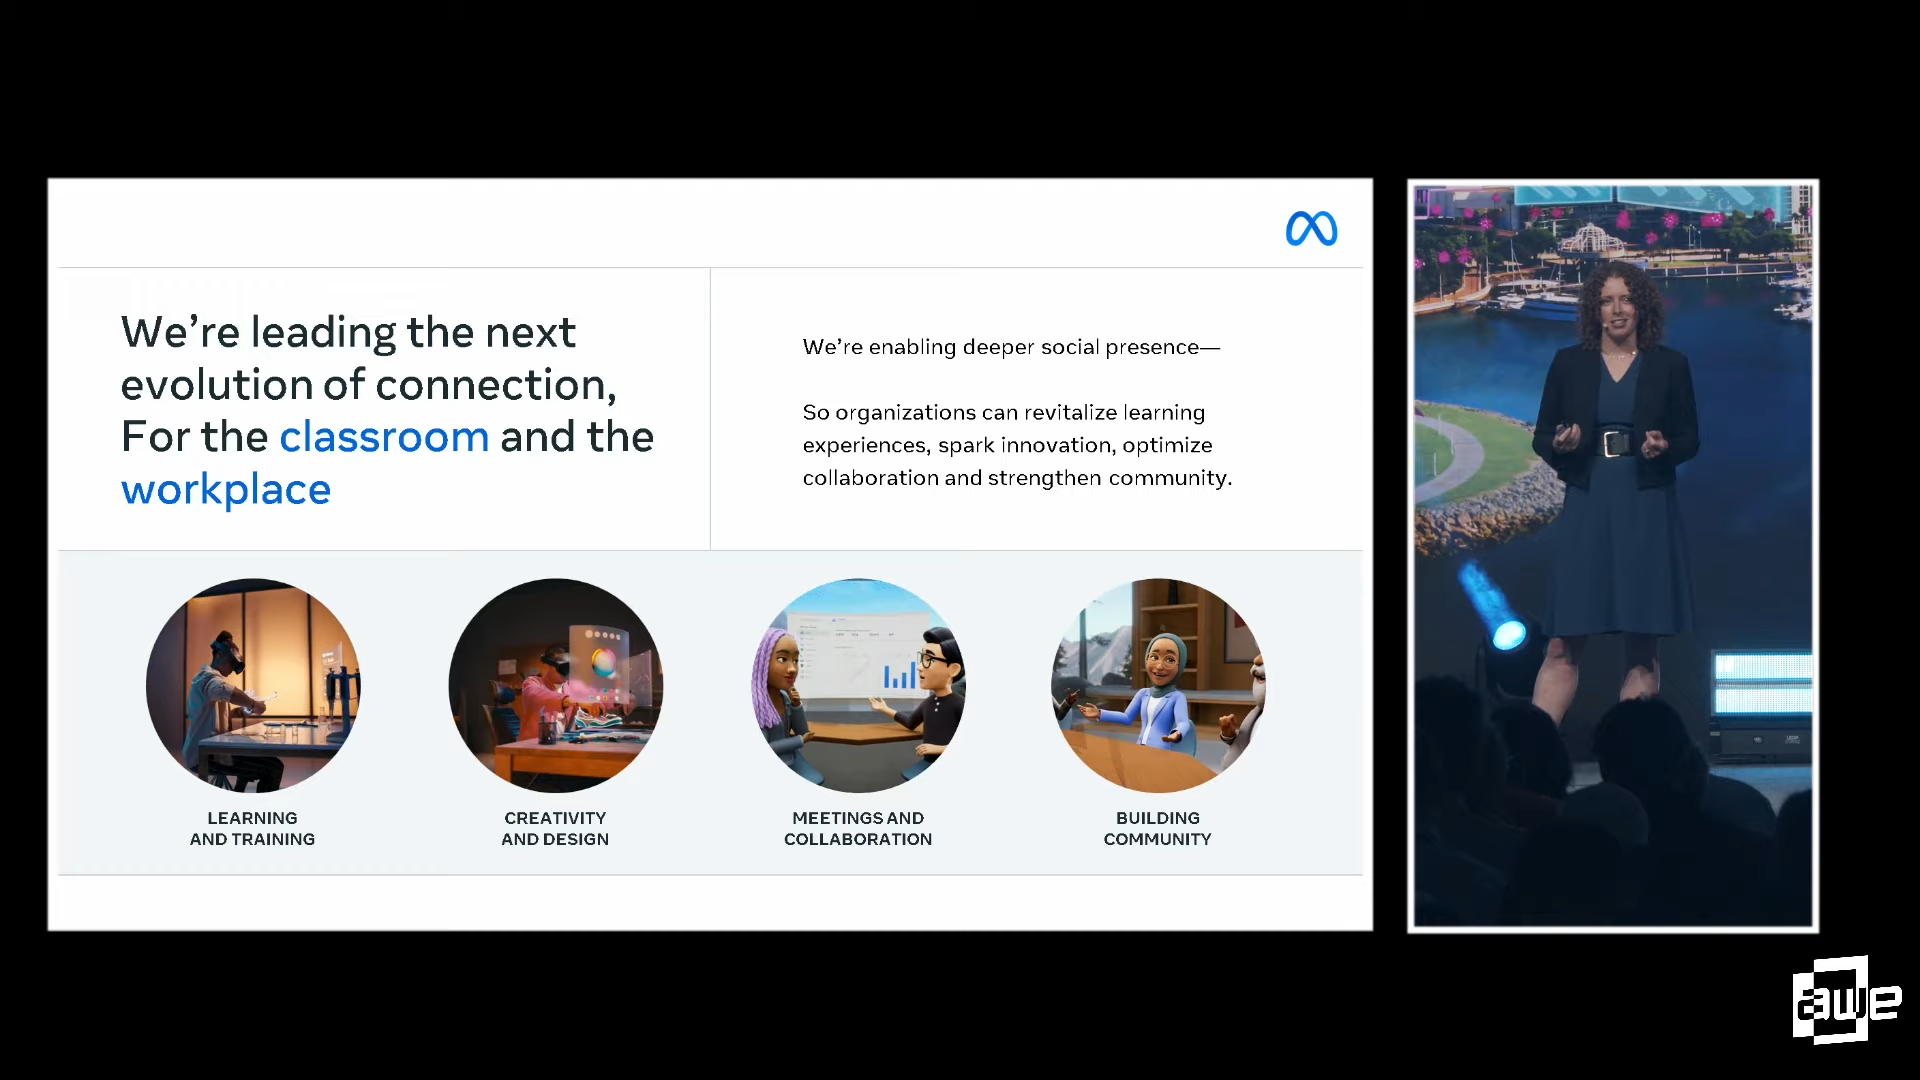 We're leading the next
evolution of connection,
For the classroom and the
workplace
We're enabling deeper social presence—
So organizations can revitalize learning
experiences, spark innovation, optimize
collaboration and strengthen community.
LEARNING
AND TRAINING
CREATIVITY
AND DESIGN
MEETINGS AND
COLLABORATION
BUILDING
COMMUNITY
awe